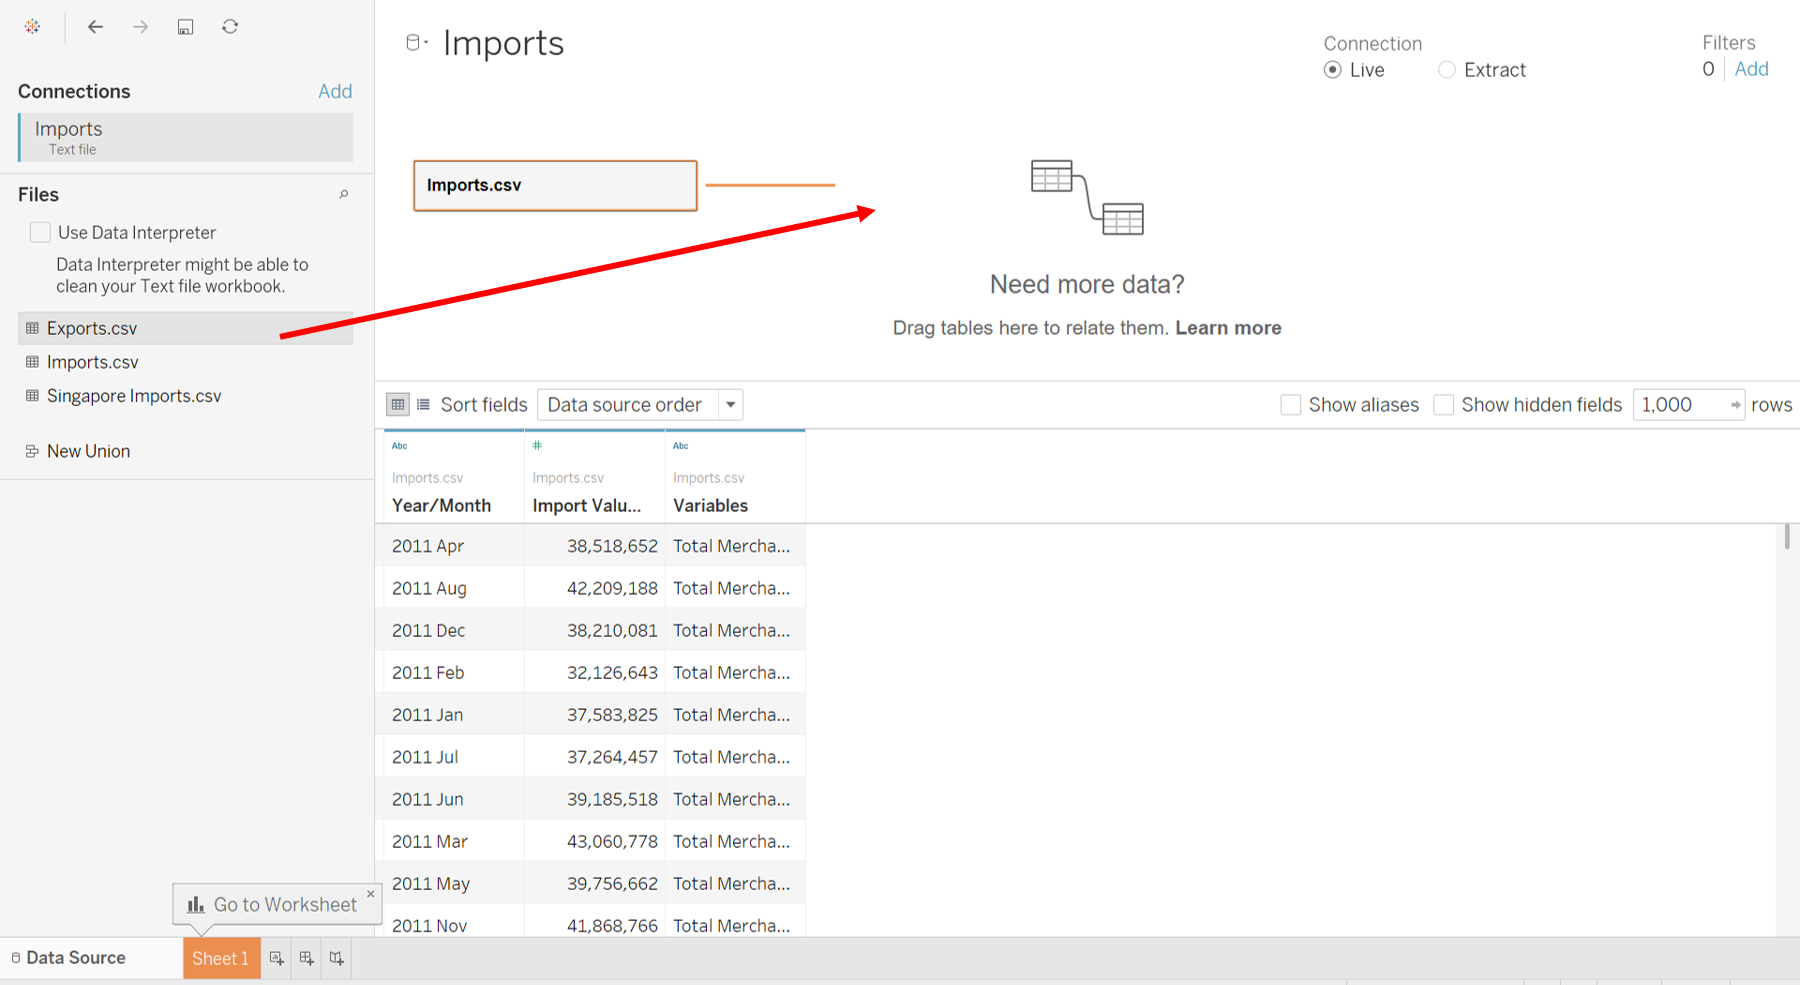 Connections Add
Imports
Text file
Files
Use Data Interpreter
Data Interpreter might be able to
clean your Text file workbook.
Exports.csv
Imports.csv
Singapore Imports.csv
New Union
Imports
Connection
Live Extract
Filters
0 Add
Imports.csv
Need more data?
Drag tables here to relate them. Learn more
Sort fields Data source order Show aliases Show hidden fields 1,000 rows
Abc # Abc
Imports.csv Imports.csv Imports.csv
Year/Month Import Valu... Variables
2011 Apr 38,518,652 Total Mercha...
2011 Aug 42,209,188 Total Mercha...
2011 Dec 38,210,081 Total Mercha...
2011 Feb 32,126,643 Total Mercha...
2011 Jan 37,583,825 Total Mercha...
2011 Jul 37,264,457 Total Mercha...
2011 Jun 39,185,518 Total Mercha...
2011 Mar 43,060,778 Total Mercha...
2011 May 39,756,662 Total Mercha...
2011 Nov 41,868,766 Total Mercha...
Go to Worksheet
Data Source Sheet 1